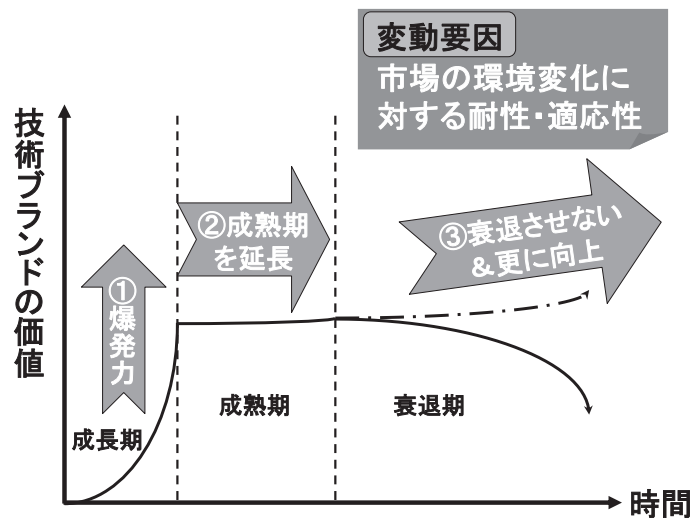 変動要因
市場の環境変化に
対する耐性・適応性
技術ブランドの価値
①爆発力
②成熟期
を延長
③衰退させない
＆更に向上
成長期
成熟期
衰退期
時間